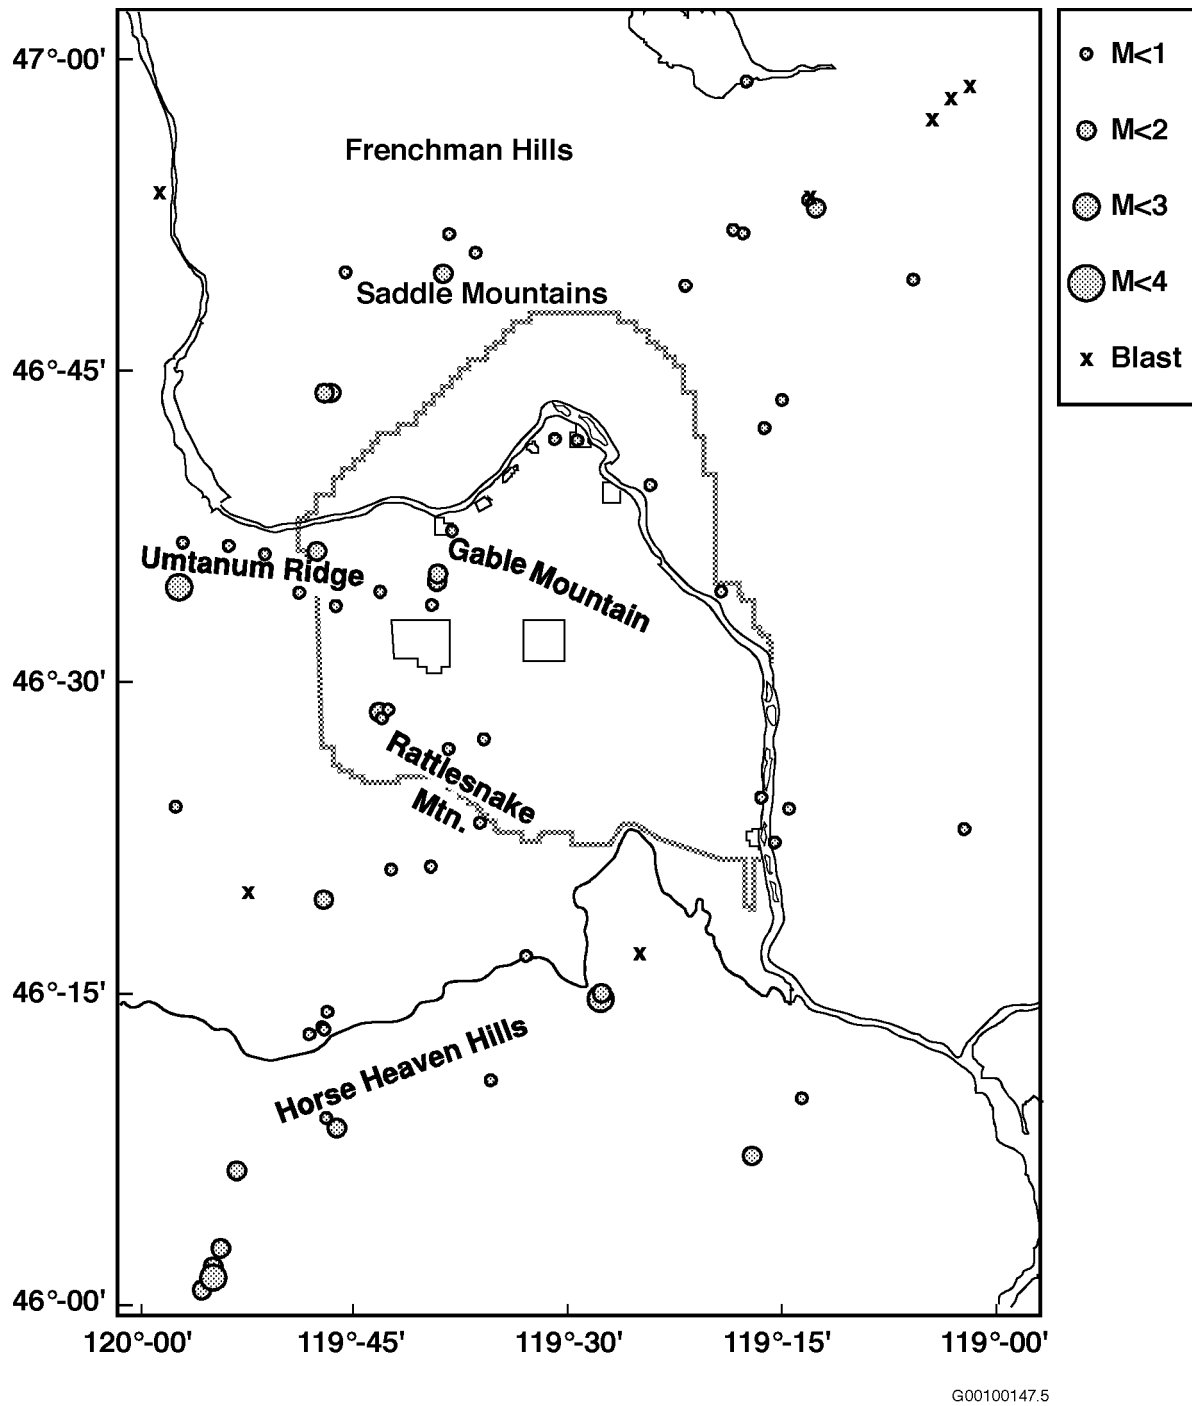 47°-00'
46°-45'
46°-30'
46°-15'
46°-00'
120°-00'
119°-45'
119°-30'
119°-15'
119°-00'
Frenchman Hills
Saddle Mountains
Umtanum Ridge
Gable Mountain
Rattlesnake
Mtn.
Horse Heaven Hills
M<1
M<2
M<3
M<4
x Blast
G00100147.5